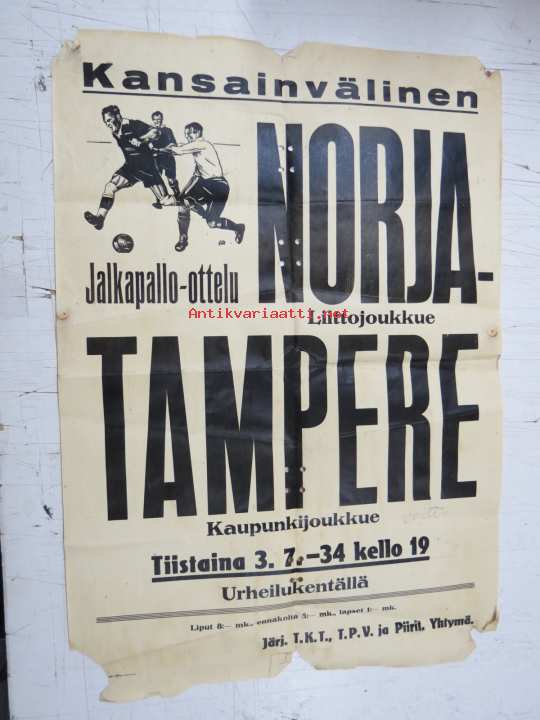 Kansainvälinen
NORJA-
Jalkapallo-ottelu
Liittojoukkue
Antikvariaatti.net
TAMPERE
Kaupunkijoukkue
Tiistaina 3. 7.-34 kello 19
Urheilukentällä
Liput 8:— mk., ennakolta 5:— mk., lapset 1:— mk.
Järj. T.K.T., T.P.V. ja Piirit. Yhtymä.